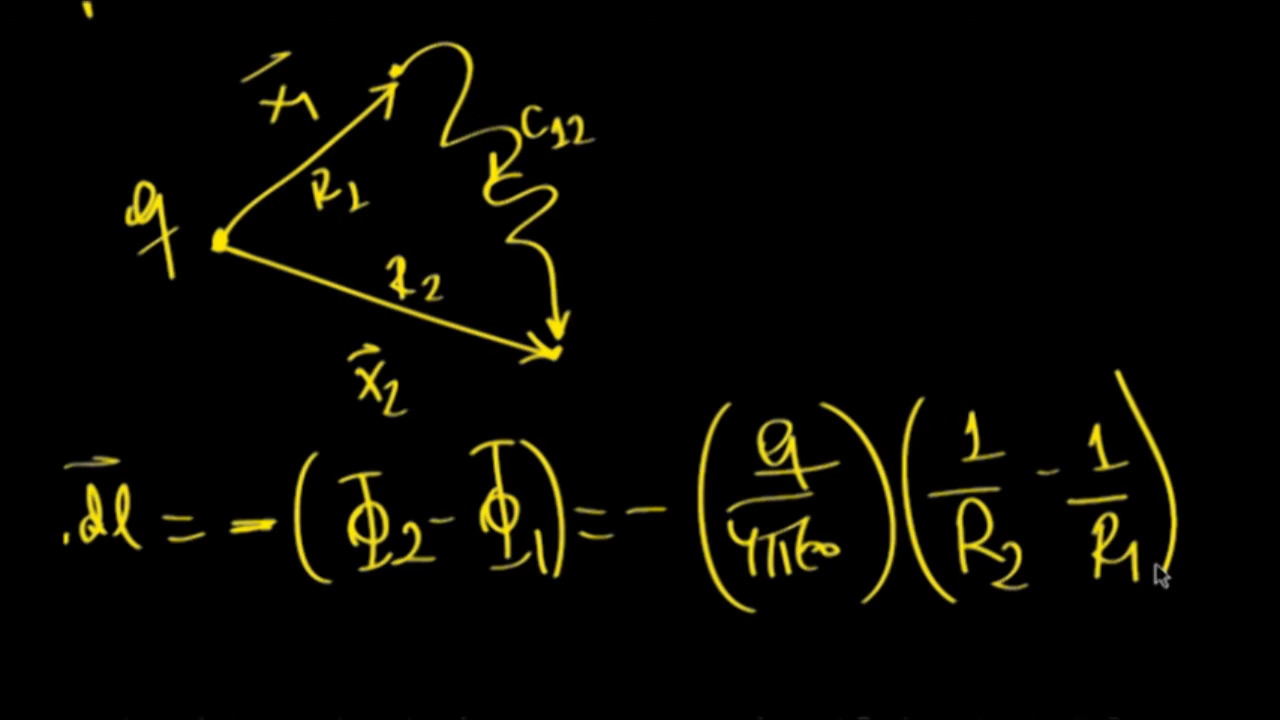 x⃗1
C12
R1
q
R2
x⃗2
.dl⃗ = -(Φ2 - Φ1) = -(q/4πε0)(1/R2 - 1/R1)